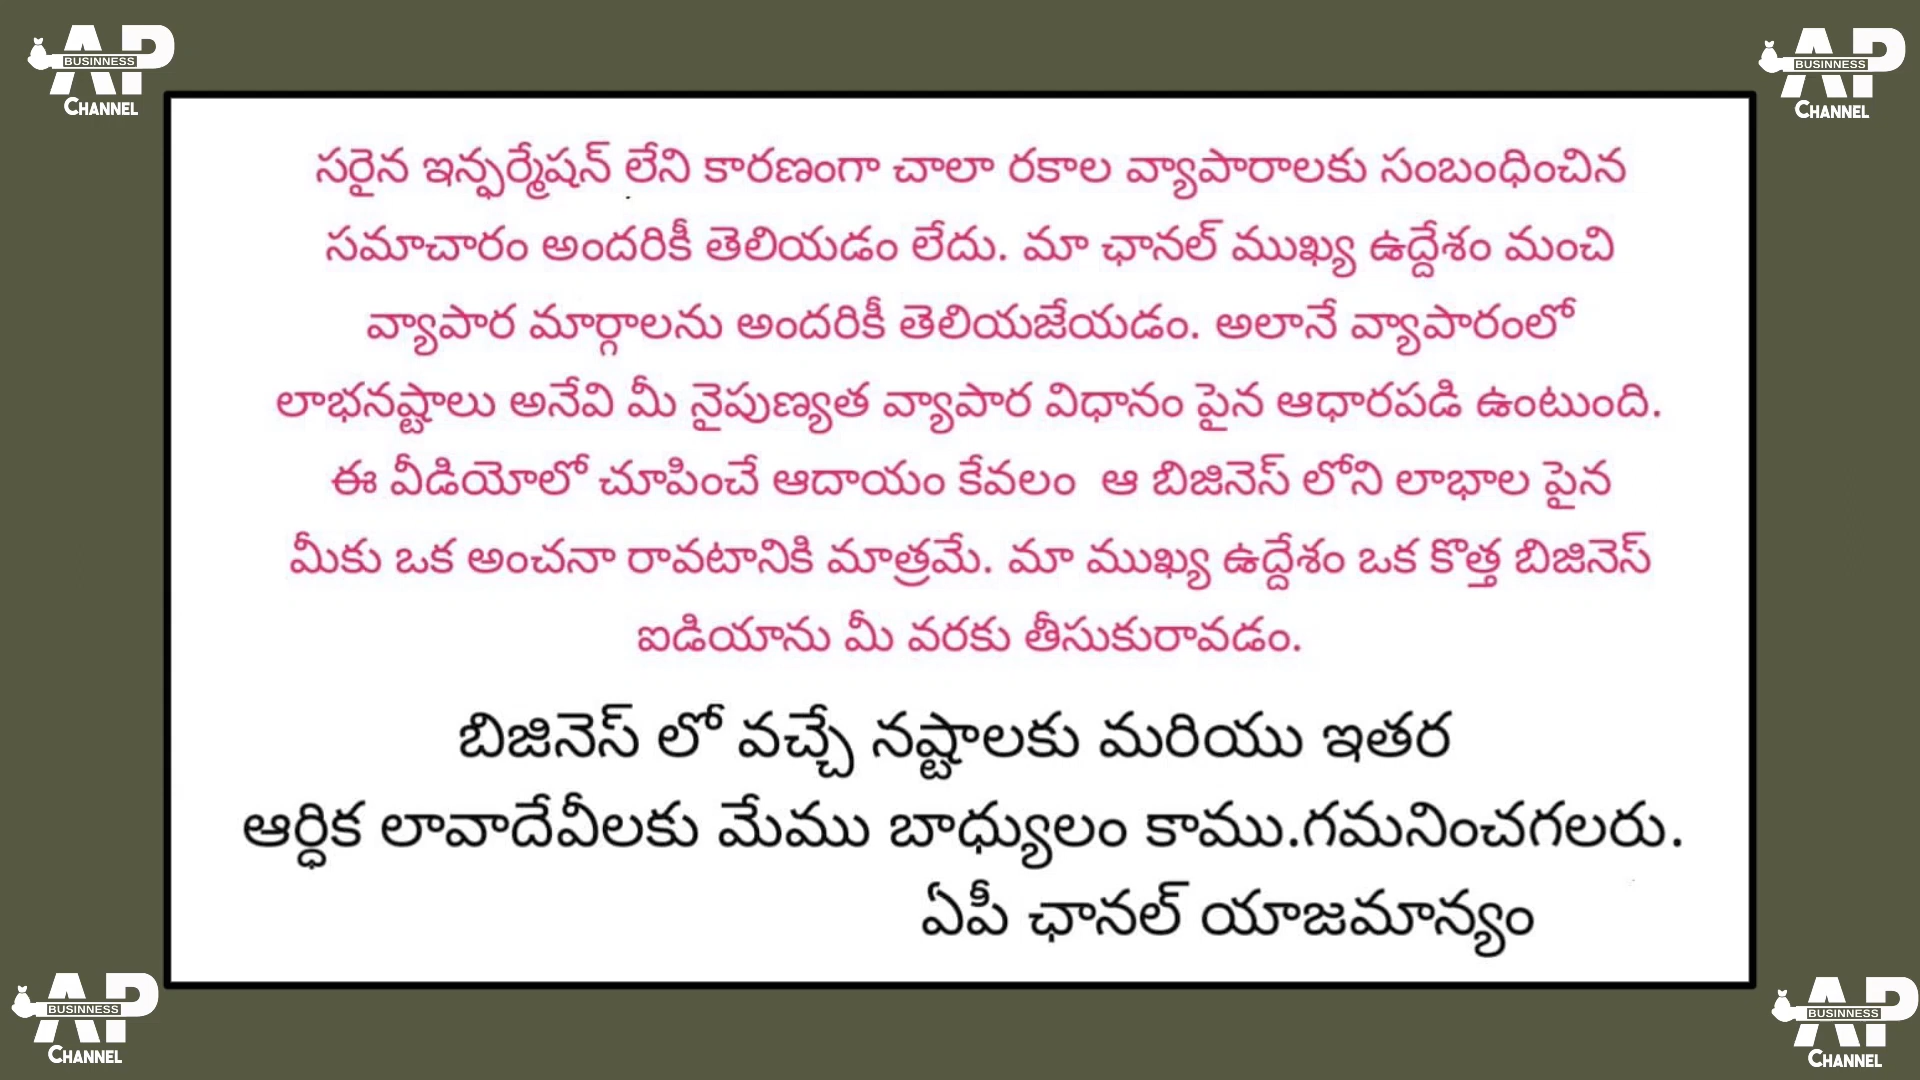 AP
BUSINNESS
CHANNEL
AP
BUSINNESS
CHANNEL
సరైన ఇన్ఫర్మేషన్ లేని కారణంగా చాలా రకాల వ్యాపారాలకు సంబంధించిన
సమాచారం అందరికీ తెలియడం లేదు. మా ఛానల్ ముఖ్య ఉద్దేశం మంచి
వ్యాపార మార్గాలను అందరికీ తెలియజేయడం. అలానే వ్యాపారంలో
లాభనష్టాలు అనేవి మీ నైపుణ్యత వ్యాపార విధానం పైన ఆధారపడి ఉంటుంది.
ఈ వీడియోలో చూపించే ఆదాయం కేవలం ఆ బిజినెస్ లోని లాభాల పైన
మీకు ఒక అంచనా రావటానికి మాత్రమే. మా ముఖ్య ఉద్దేశం ఒక కొత్త బిజినెస్
ఐడియాను మీ వరకు తీసుకురావడం.
బిజినెస్ లో వచ్చే నష్టాలకు మరియు ఇతర
ఆర్ధిక లావాదేవీలకు మేము బాధ్యులం కాము.గమనించగలరు.
ఏపీ ఛానల్ యాజమాన్యం
AP
BUSINNESS
CHANNEL
AP
BUSINNESS
CHANNEL